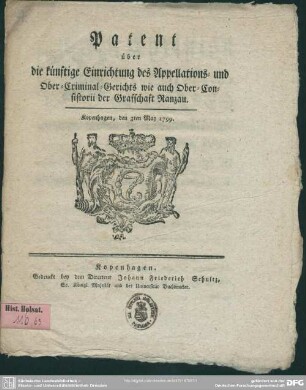 Patent
über
die künftige Einrichtung des Appellations- und
Ober-Criminal-Gerichts wie auch Ober-Con-
sistorii der Grafschaft Ranzau.
Kopenhagen, den 3ten May 1799.
Kopenhagen,
Gedruckt bey dem Director Johann Friederich Schultz,
Sr. Königl. Majestät und der Universität Buchdrucker.
Hist. Holsat.